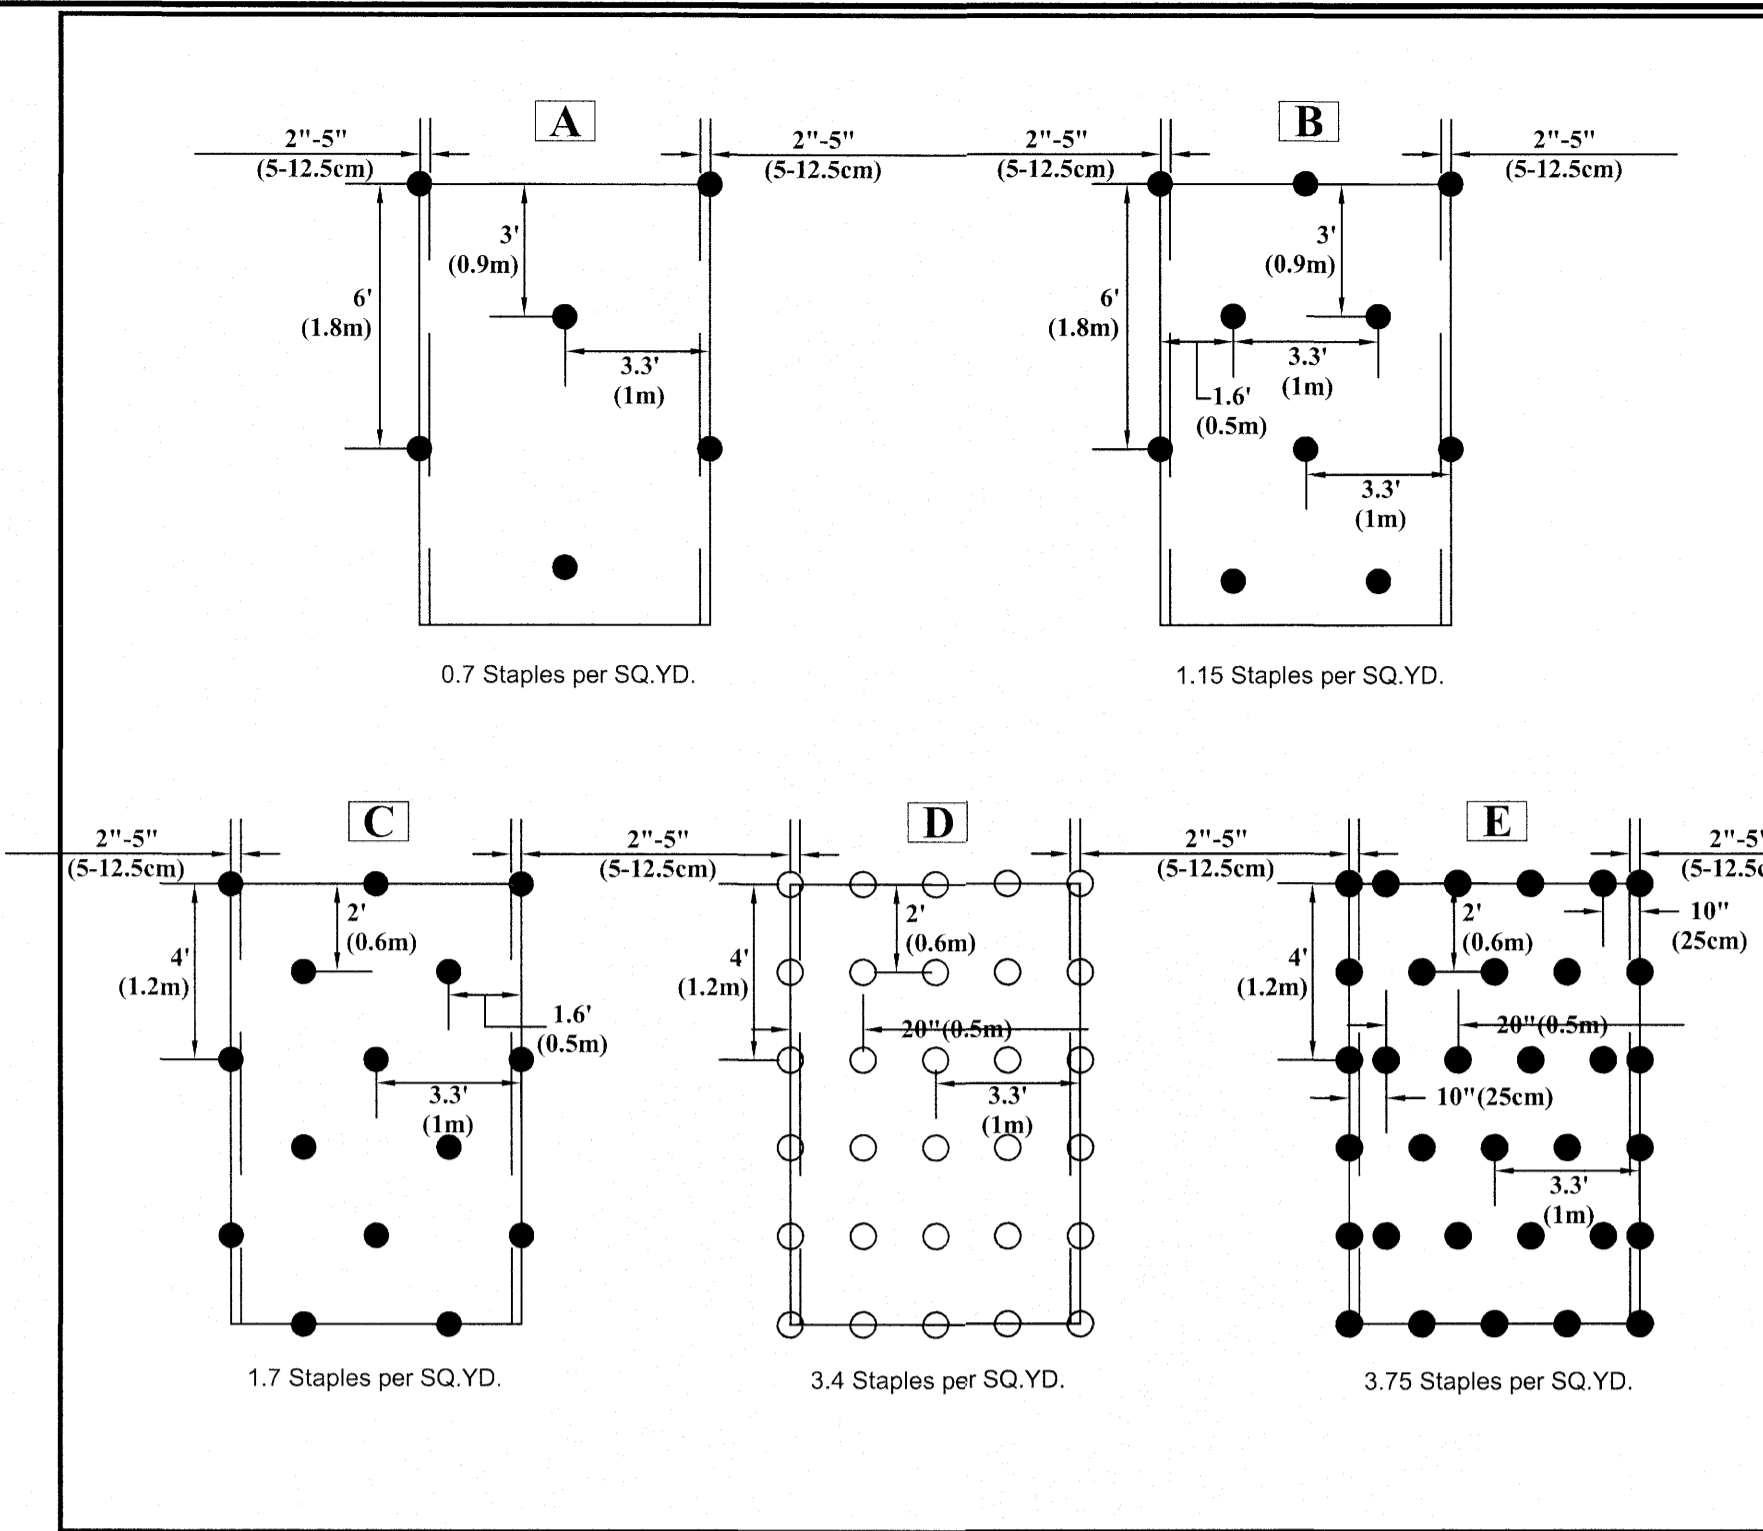 A
2"-5"
(5-12.5cm)
2"-5"
(5-12.5cm)
3'
(0.9m)
6'
(1.8m)
3.3'
(1m)
0.7 Staples per SQ.YD.
B
2"-5"
(5-12.5cm)
2"-5"
(5-12.5cm)
3'
(0.9m)
6'
(1.8m)
3.3'
(1m)
1.6'
(0.5m)
3.3'
(1m)
1.15 Staples per SQ.YD.
C
2"-5"
(5-12.5cm)
2"-5"
(5-12.5cm)
2'
(0.6m)
4'
(1.2m)
1.6'
(0.5m)
3.3'
(1m)
1.7 Staples per SQ.YD.
D
2"-5"
(5-12.5cm)
2'
(0.6m)
4'
(1.2m)
20"(0.5m)
3.3'
(1m)
3.4 Staples per SQ.YD.
E
2"-5"
(5-12.5c
2'
(0.6m)
10"
(25cm)
4'
(1.2m)
20"(0.5m)
10"(25cm)
3.3'
(1m)
3.75 Staples per SQ.YD.